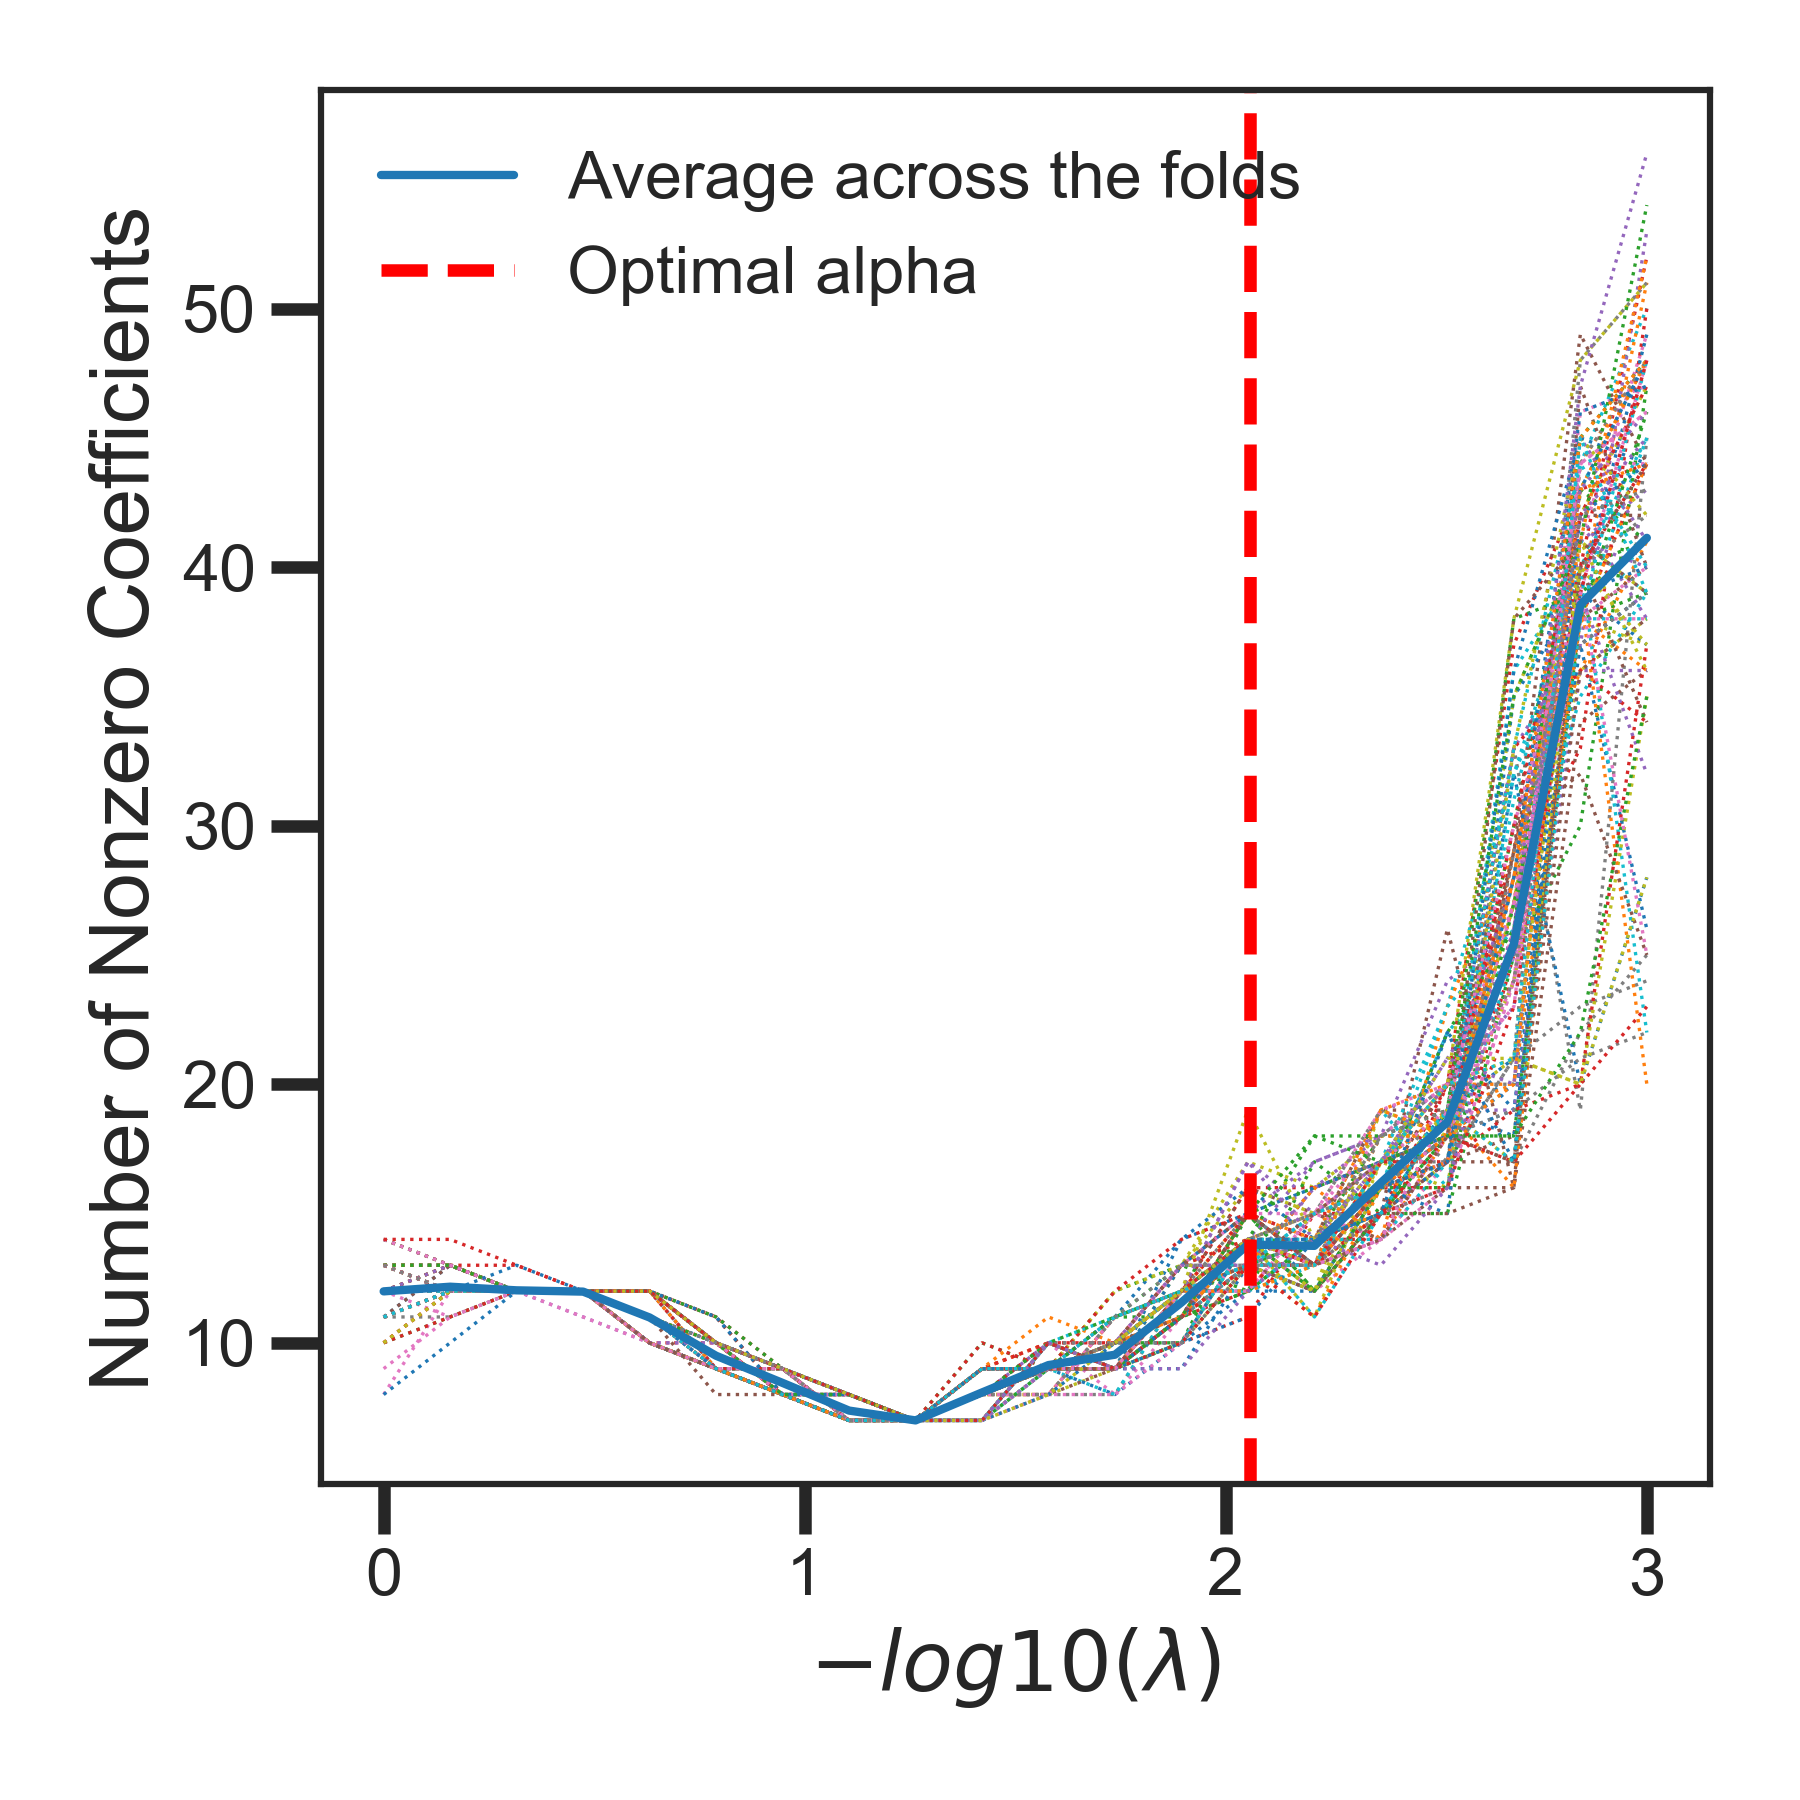 Average across the folds
Optimal alpha
Number of Nonzero Coefficients
50
40
30
20
10
0 1 2 3
−log10(λ)